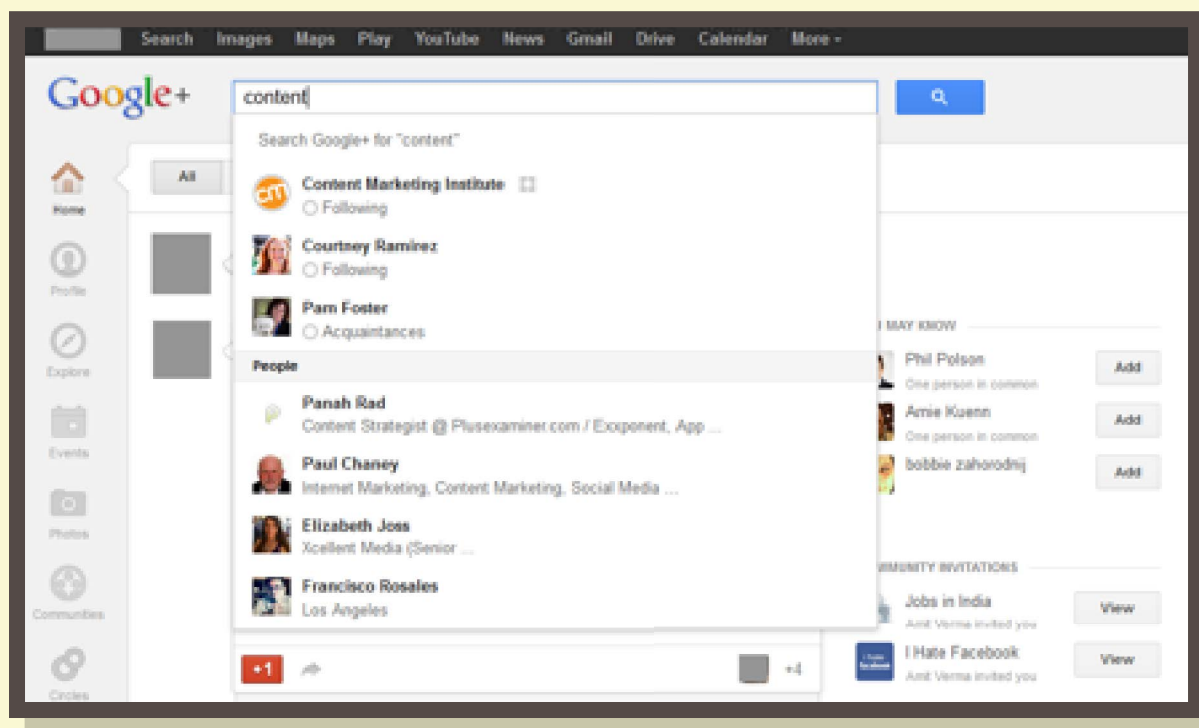 Search Images Maps Play YouTube News Gmail Drive Calendar More
Google+
content
Search Google+ for "content"
All
Home
Profile
Explore
Events
Photos
Communities
Circles
cm
Content Marketing Institute
Following
Courtney Ramirez
Following
Pam Foster
Acquaintances
People
Panah Rad
Content Strategist @ Plusexaminer.com / Exxponent, App ...
Paul Chaney
Internet Marketing, Content Marketing, Social Media ...
Elizabeth Joss
Xcellent Media (Senior ...
Francisco Rosales
Los Angeles
+1
+4
MAY KNOW
Phil Polson
One person in common
Add
Arnie Kuenn
One person in common
Add
bobbie zahorodnij
Add
MMUNITY INVITATIONS
Jobs in India
Amit Verma invited you
View
I Hate Facebook
Amit Verma invited you
View